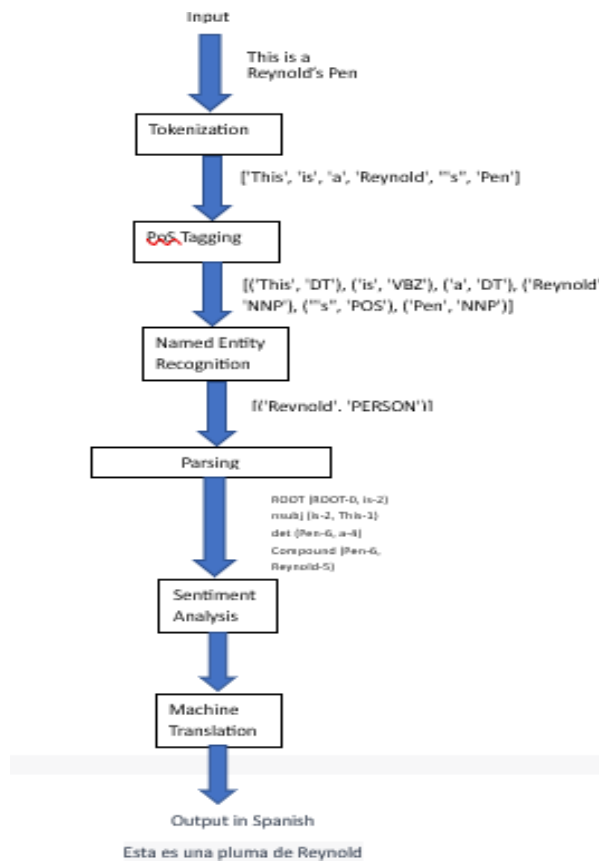 Input
This is a
Reynold's Pen
Tokenization
['This', 'is', 'a', 'Reynold', "'s", 'Pen']
PoS Tagging
[('This', 'DT'), ('is', 'VBZ'), ('a', 'DT'), ('Reynold'
'NNP'), ("'s", 'POS'), ('Pen', 'NNP')]
Named Entity
Recognition
[('Reynold', 'PERSON')]
Parsing
ROOT (ROOT-0, is-2)
nsubj (is-2, This-1)
det (Pen-6, a-4)
Compound (Pen-6,
Reynold-5)
Sentiment
Analysis
Machine
Translation
Output in Spanish
Esta es una pluma de Reynold